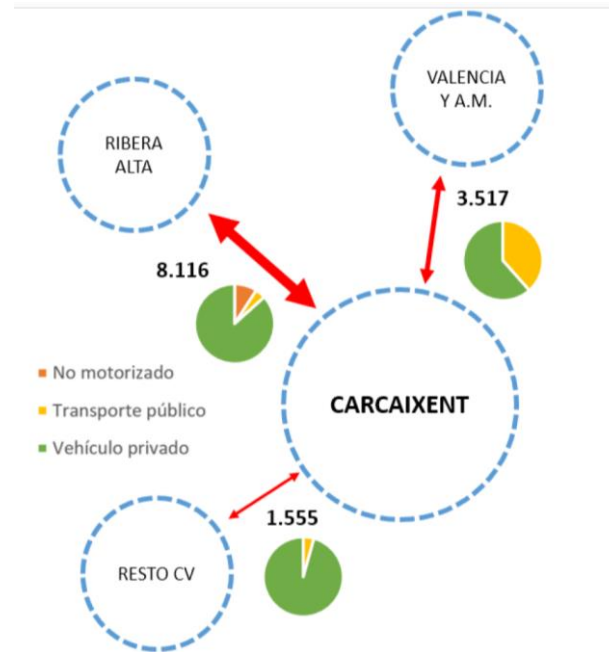 VALENCIA
Y A.M.
RIBERA
ALTA
3.517
8.116
No motorizado
Transporte público
Vehículo privado
CARCAIXENT
1.555
RESTO CV